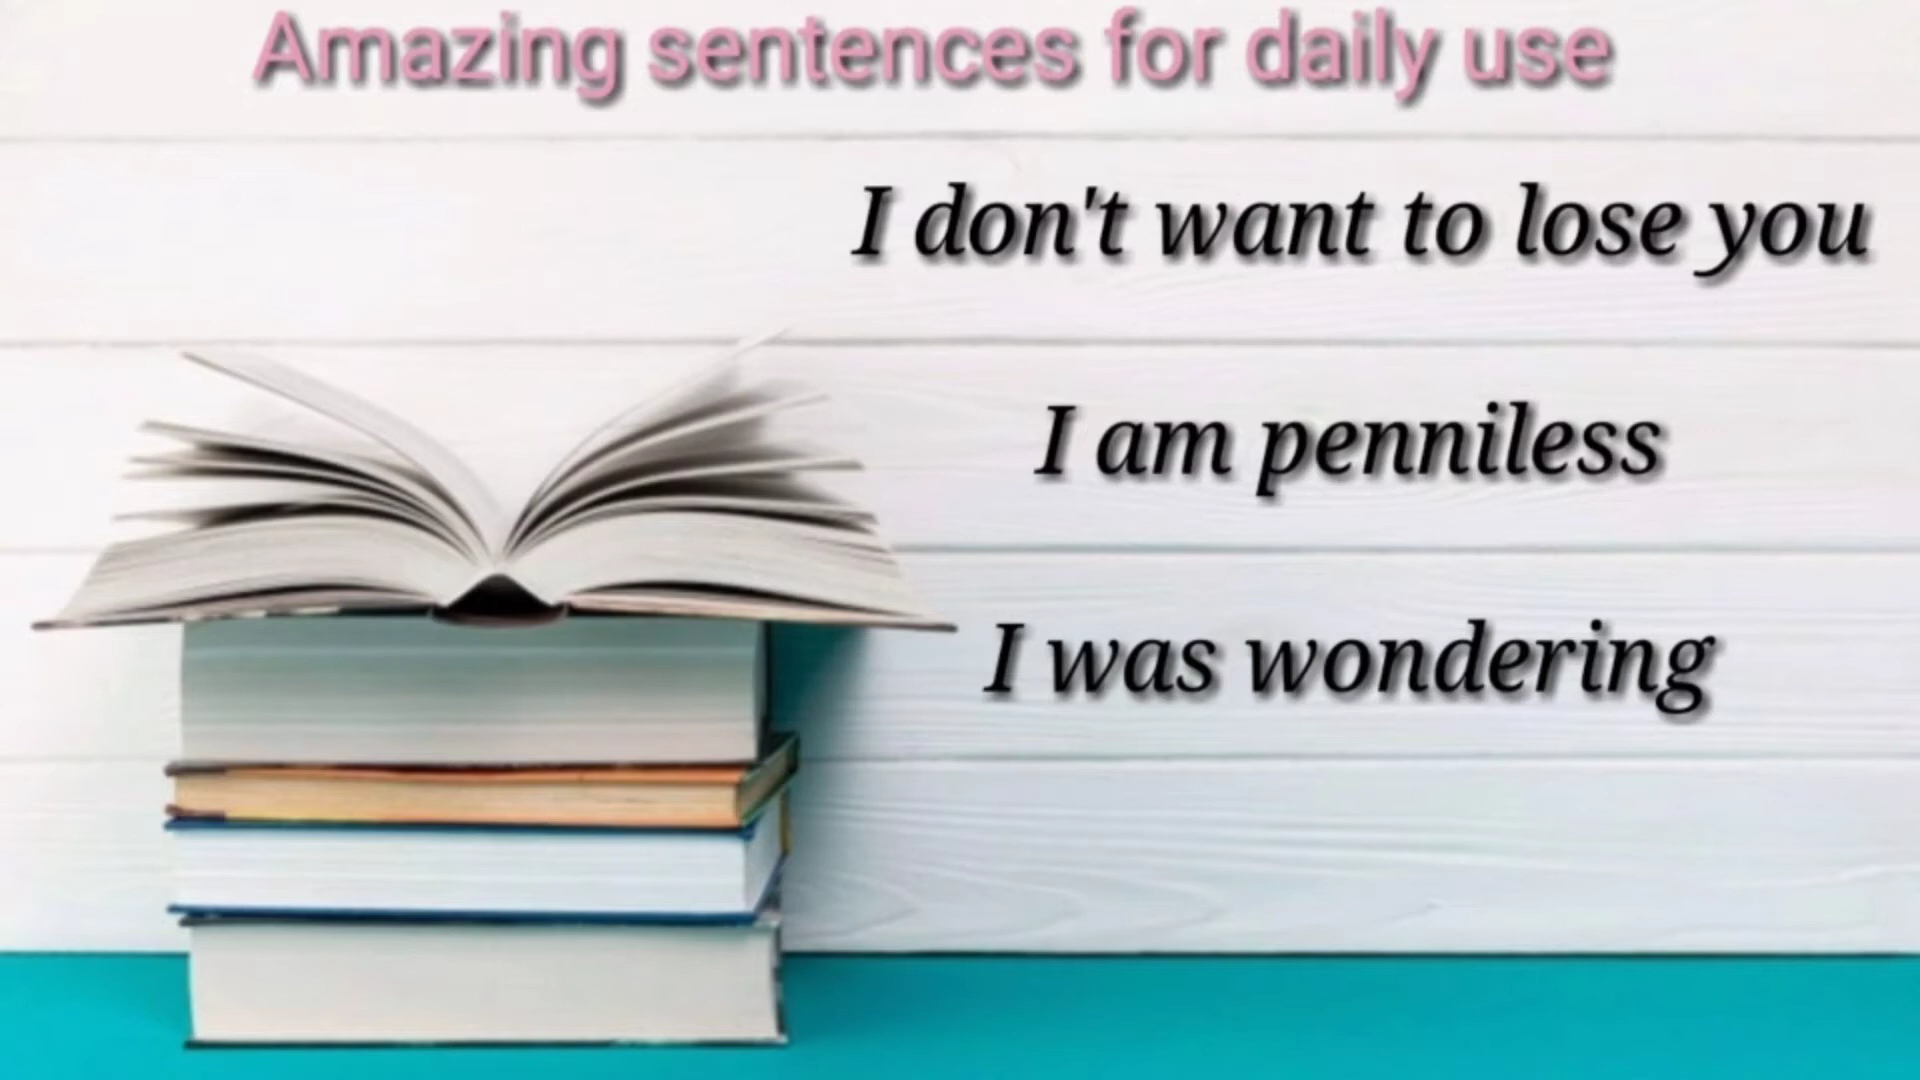 Amazing sentences for daily use
I don't want to lose you
I am penniless
I was wondering